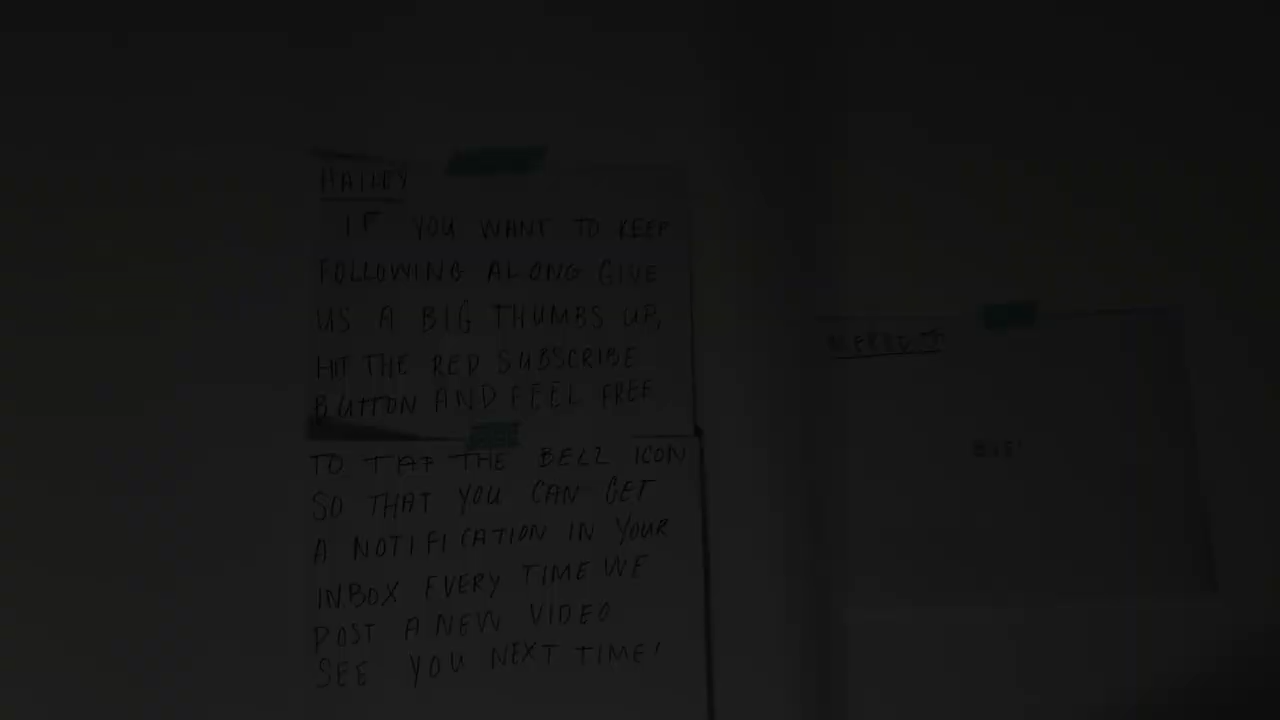 HAILEY
IF YOU WANT TO KEEP
FOLLOWING ALONG GIVE
US A BIG THUMBS UP,
HIT THE RED SUBSCRIBE
BUTTON AND FEEL FREE
TO TAP THE BELL ICON
SO THAT YOU CAN GET
A NOTIFICATION IN YOUR
INBOX EVERY TIME WE
POST A NEW VIDEO
SEE YOU NEXT TIME!